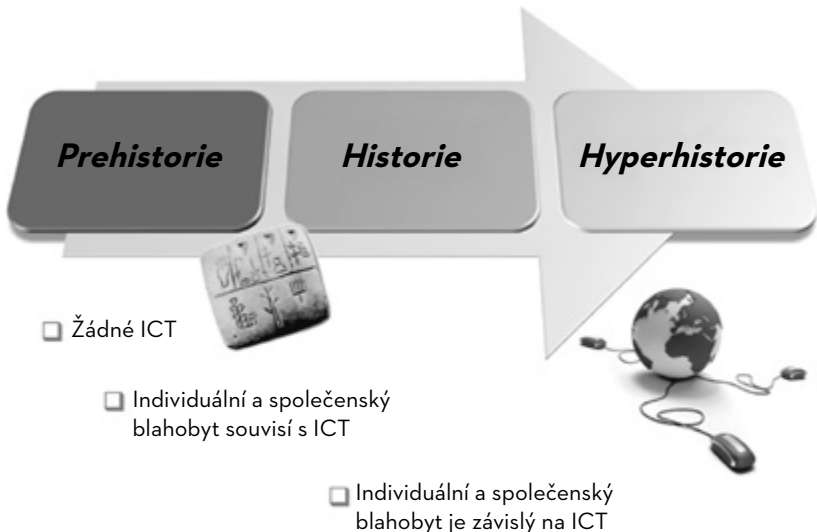 Prehistorie
Historie
Hyperhistorie
Žádné ICT
Individuální a společenský
blahobyt souvisí s ICT
Individuální a společenský
blahobyt je závislý na ICT